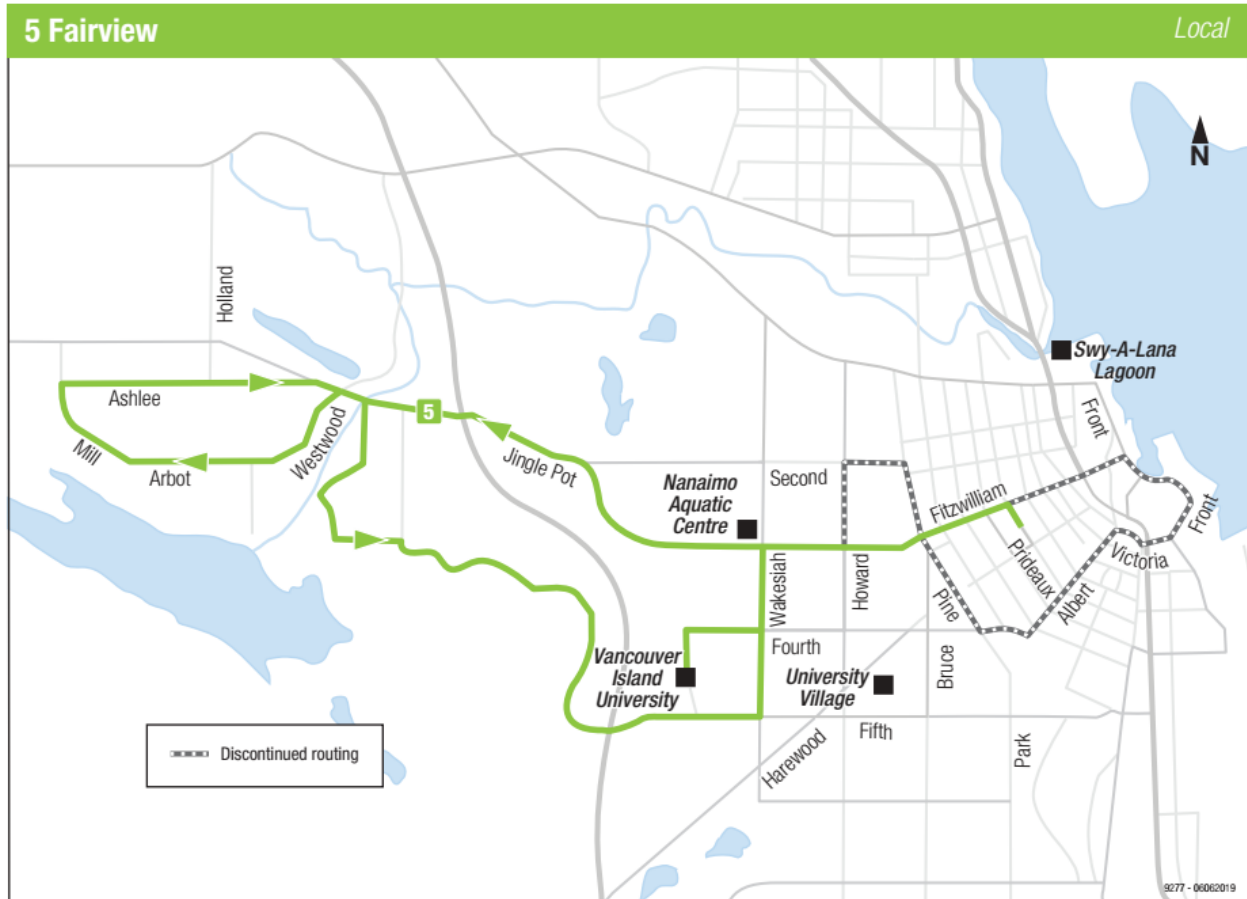 5 Fairview
Local
N
Holland
Swy-A-Lana
Lagoon
Ashlee
5
Front
Westwood
Mill
Arbot
Jingle Pot
Second
Nanaimo
Aquatic
Centre
Fitzwilliam
Front
Prideaux
Victoria
Wakesiah
Howard
Pine
Albert
Vancouver
Island
University
Fourth
University
Village
Bruce
Discontinued routing
Fifth
Harewood
Park
9277 - 06062019